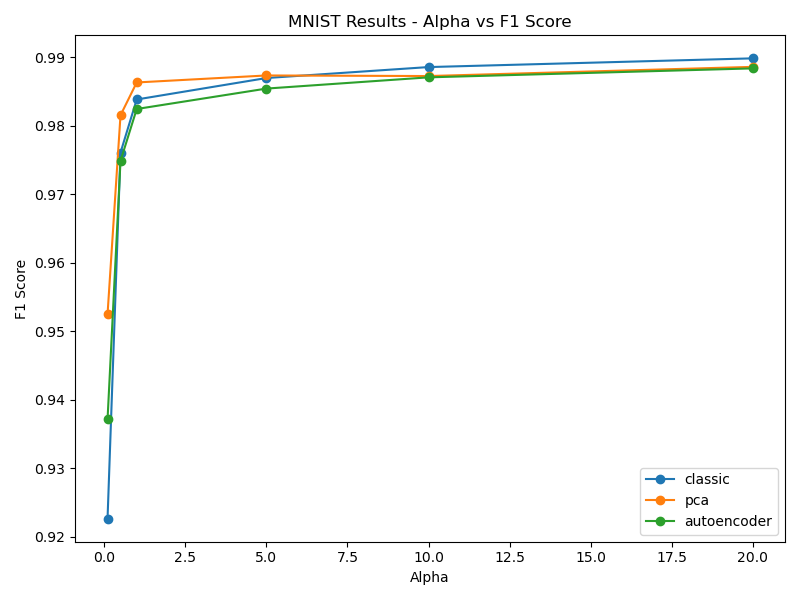 MNIST Results - Alpha vs F1 Score
F1 Score
0.99
0.98
0.97
0.96
0.95
0.94
0.93
0.92
classic
pca
autoencoder
0.0 2.5 5.0 7.5 10.0 12.5 15.0 17.5 20.0
Alpha